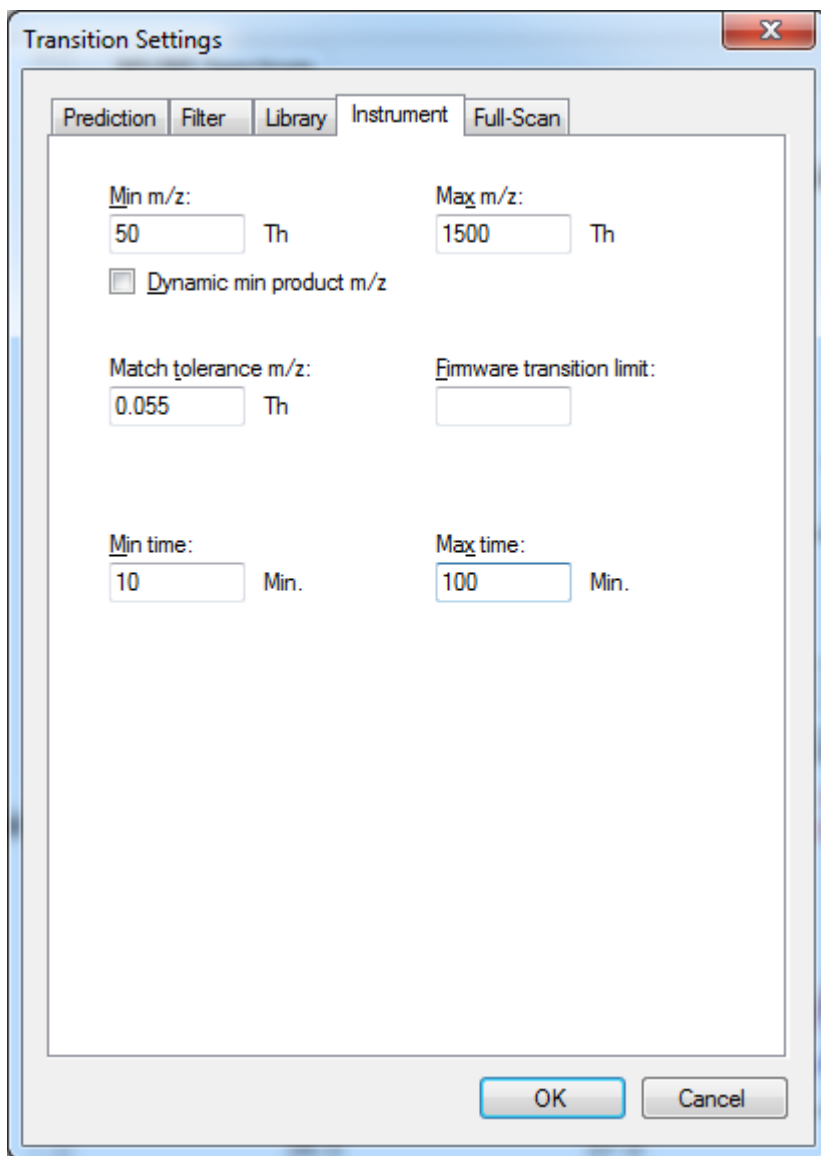 Transition Settings
Prediction Filter Library Instrument Full-Scan
Min m/z: Max m/z:
50 Th 1500 Th
Dynamic min product m/z
Match tolerance m/z: Firmware transition limit:
0.055 Th
Min time: Max time:
10 Min. 100 Min.
OK Cancel